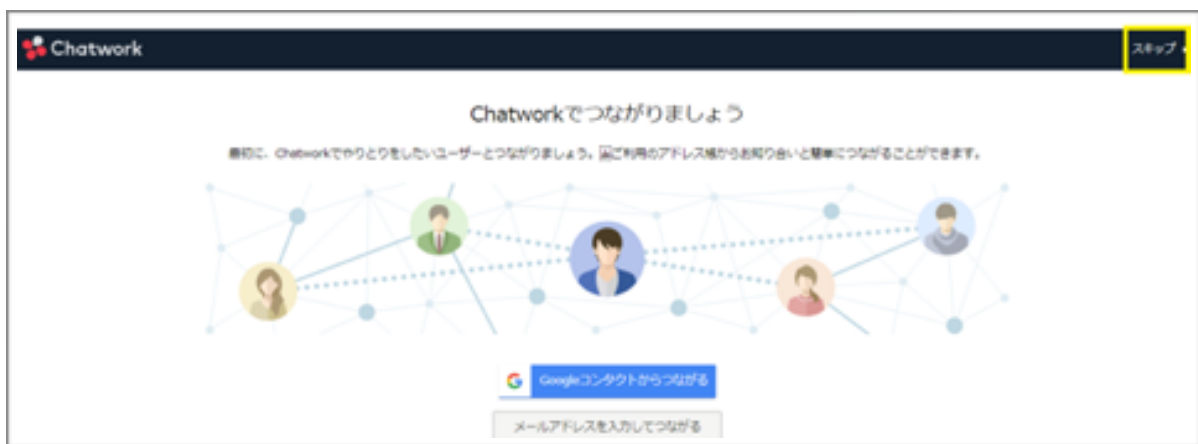 Chatwork
スキップ
Chatworkでつながりましょう
最初に、Chatworkでやりとりをしたいユーザーとつながりましょう。ご利用のアドレス帳からお知り合いと簡単につながることができます。
Googleコンタクトからつながる
メールアドレスを入力してつながる